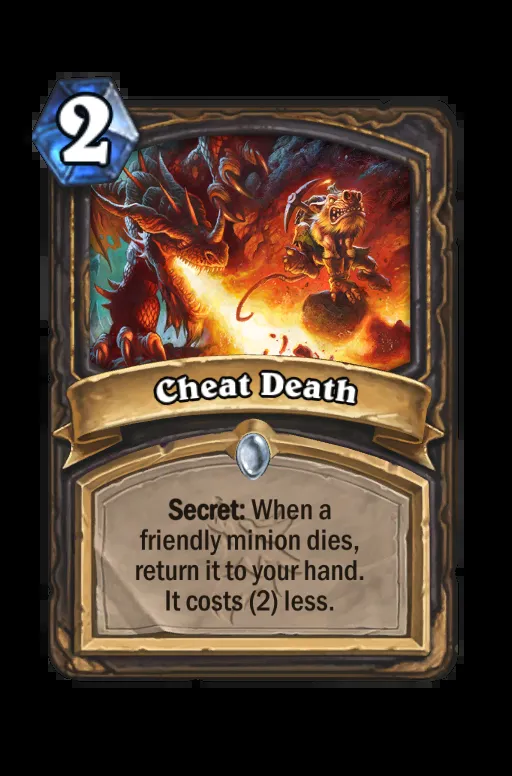 2
Cheat Death
Secret: When a
friendly minion dies,
return it to your hand.
It costs (2) less.